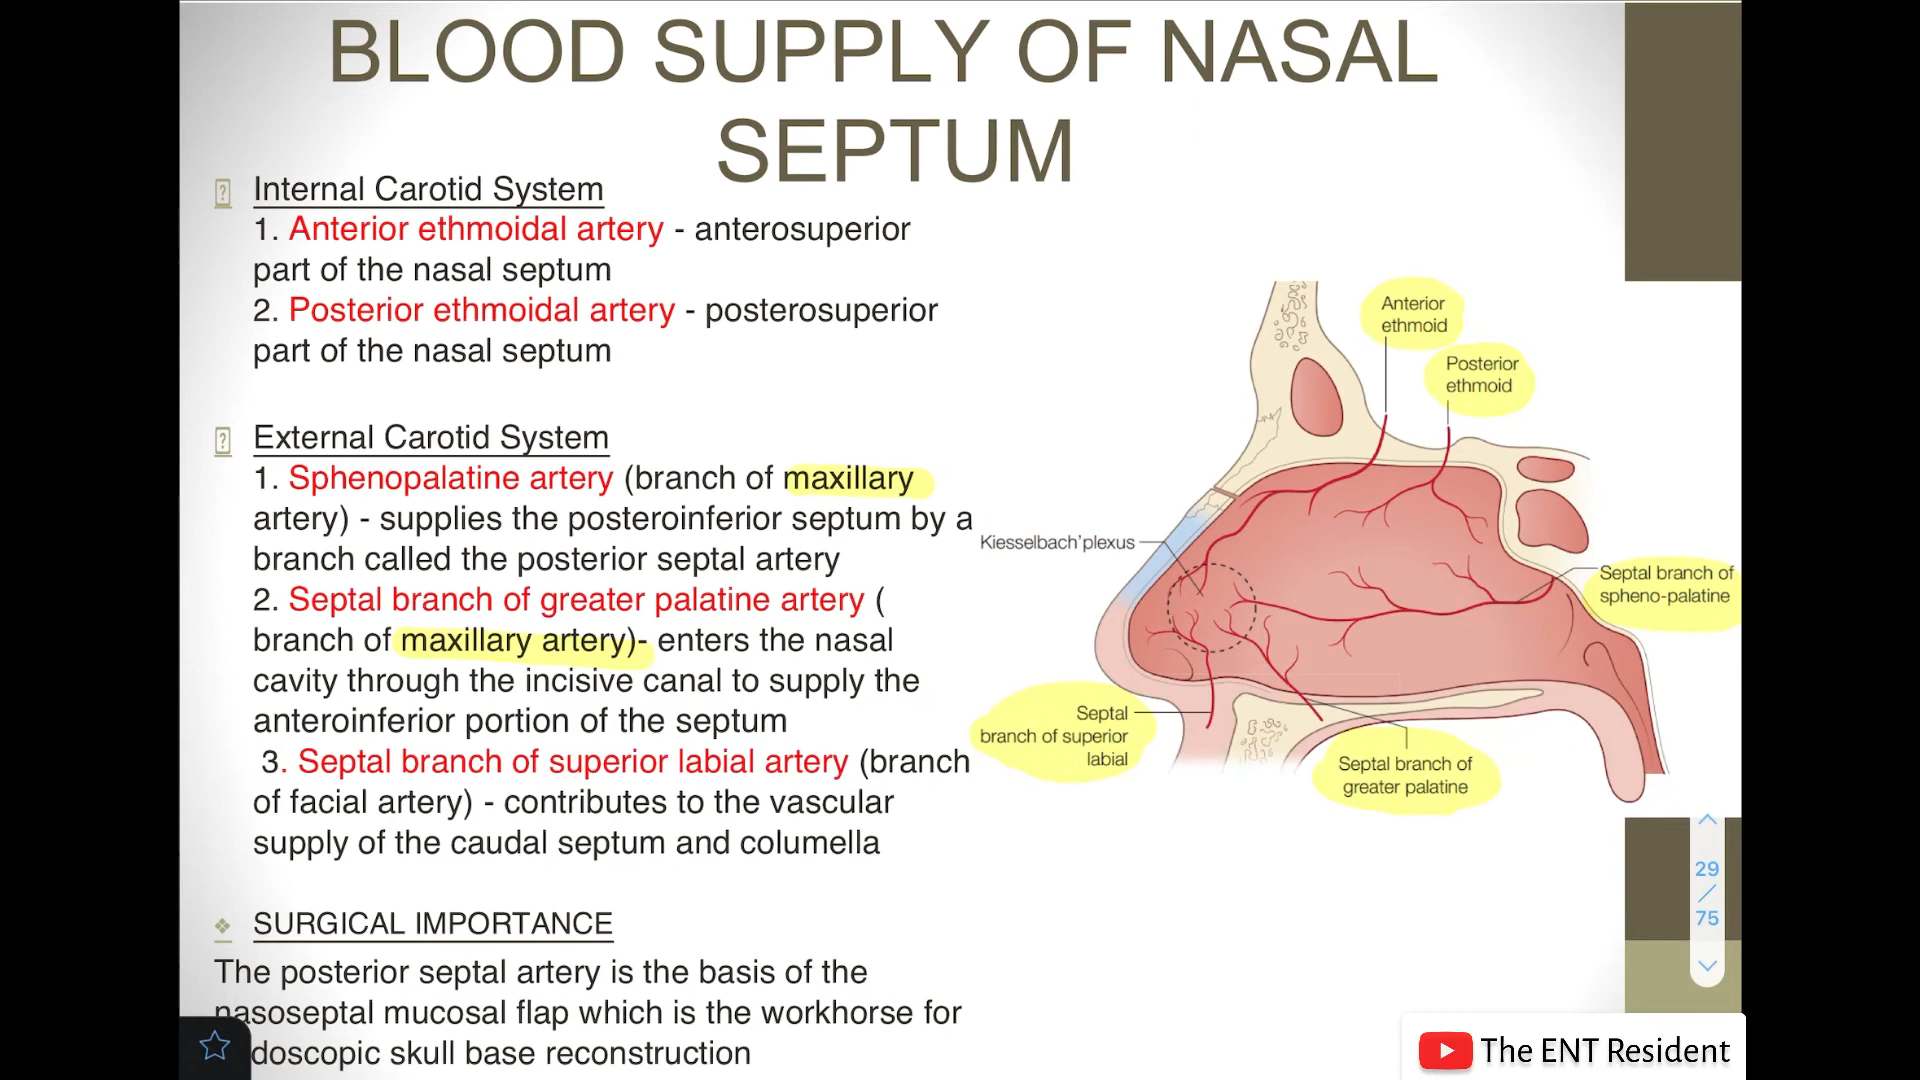 BLOOD SUPPLY OF NASAL
SEPTUM
Internal Carotid System
1. Anterior ethmoidal artery - anterosuperior
part of the nasal septum
2. Posterior ethmoidal artery - posterosuperior
part of the nasal septum
External Carotid System
1. Sphenopalatine artery (branch of maxillary
artery) - supplies the posteroinferior septum by a
branch called the posterior septal artery
2. Septal branch of greater palatine artery (
branch of maxillary artery)- enters the nasal
cavity through the incisive canal to supply the
anteroinferior portion of the septum
3. Septal branch of superior labial artery (branch
of facial artery) - contributes to the vascular
supply of the caudal septum and columella
SURGICAL IMPORTANCE
The posterior septal artery is the basis of the
nasoseptal mucosal flap which is the workhorse for
doscopic skull base reconstruction
Anterior
ethmoid
Posterior
ethmoid
Kiesselbach'plexus
Septal branch of
spheno-palatine
Septal
branch of superior
labial
Septal branch of
greater palatine
29
/
75
The ENT Resident